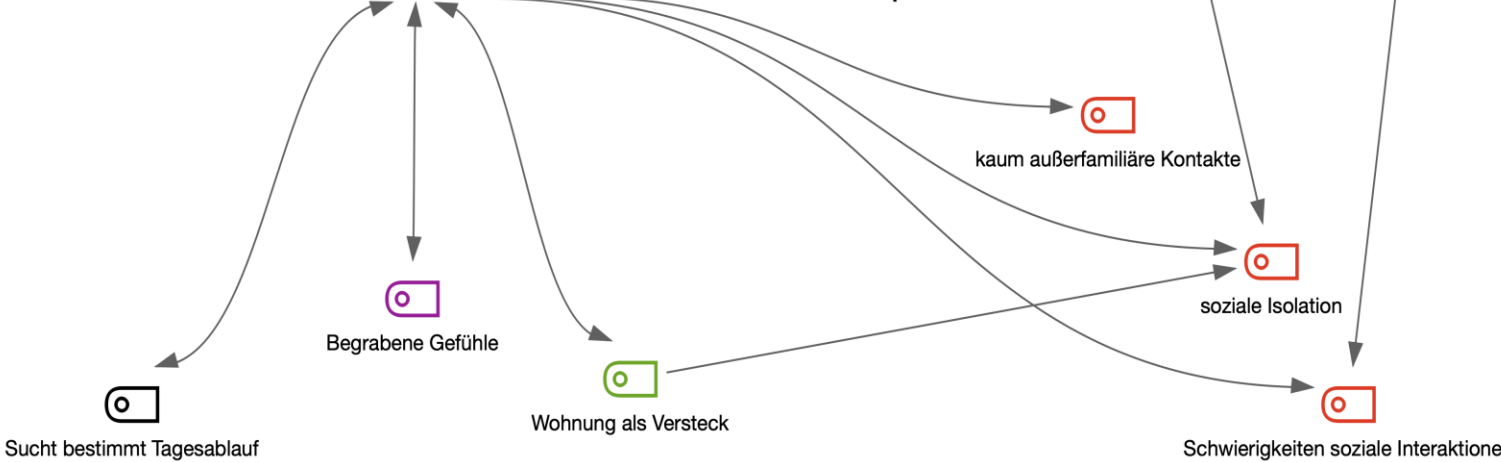 kaum außerfamiliäre Kontakte
soziale Isolation
Begrabene Gefühle
Wohnung als Versteck
Sucht bestimmt Tagesablauf
Schwierigkeiten soziale Interaktione